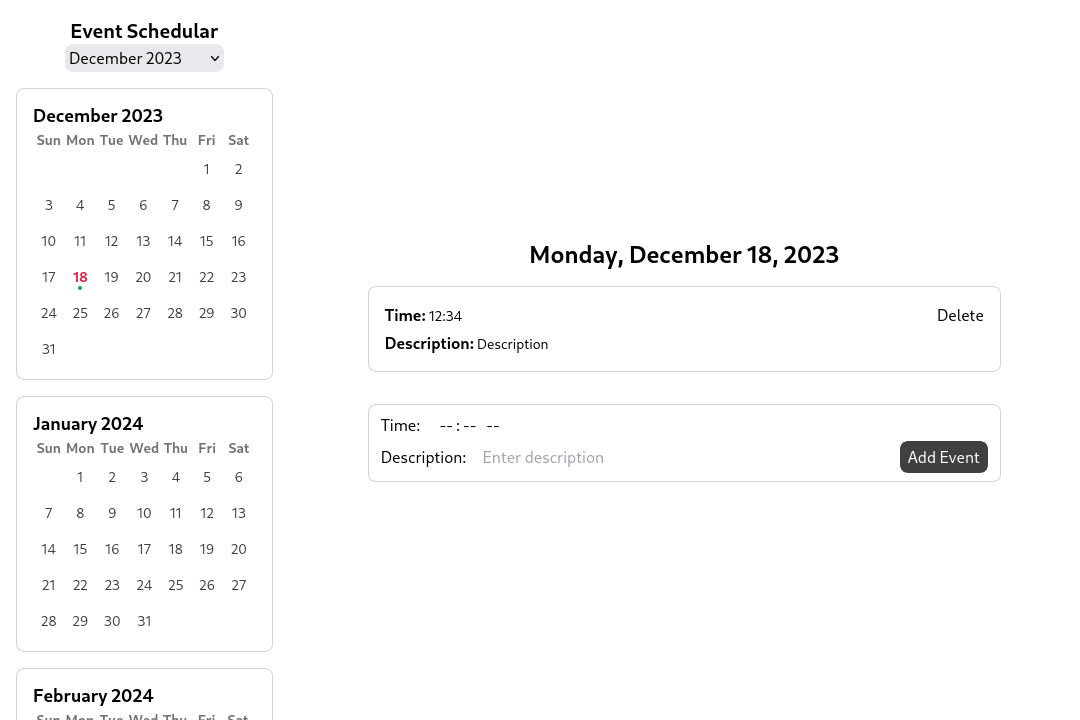 Event Schedular
December 2023
December 2023
Sun Mon Tue Wed Thu Fri Sat
1 2
3 4 5 6 7 8 9
10 11 12 13 14 15 16
17 18 19 20 21 22 23
24 25 26 27 28 29 30
31
January 2024
Sun Mon Tue Wed Thu Fri Sat
1 2 3 4 5 6
7 8 9 10 11 12 13
14 15 16 17 18 19 20
21 22 23 24 25 26 27
28 29 30 31
February 2024
Sun Mon Tue Wed Thu Fri Sat
Monday, December 18, 2023
Time: 12:34 Delete
Description: Description
Time: --:-- --
Description: Enter description Add Event